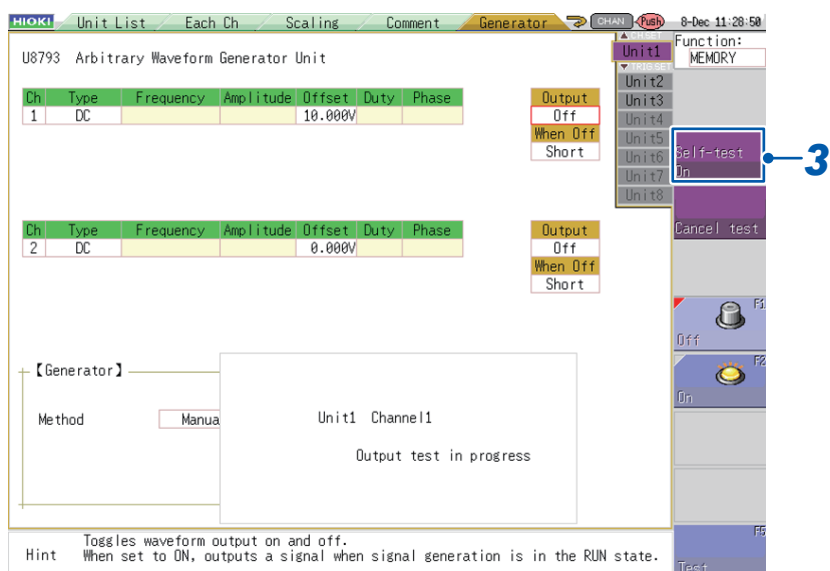 HIOKI Unit List Each Ch Scaling Comment Generator CHAN Push 8-Dec 11:28:50
CH SET
TRIG SET
Unit1
Unit2
Unit3
Unit4
Unit5
Unit6
Unit7
Unit8
Function:
MEMORY
U8793 Arbitrary Waveform Generator Unit
Ch Type Frequency Amplitude Offset Duty Phase
1 DC 10.000V
Output
Off
When Off
Short
Self-test
On
3
Cancel test
Ch Type Frequency Amplitude Offset Duty Phase
2 DC 0.000V
Output
Off
When Off
Short
F1
Off
F2
On
【Generator】
Method Manua
Unit1 Channel1
Output test in progress
Hint Toggles waveform output on and off.
When set to ON, outputs a signal when signal generation is in the RUN state.
F5
Test